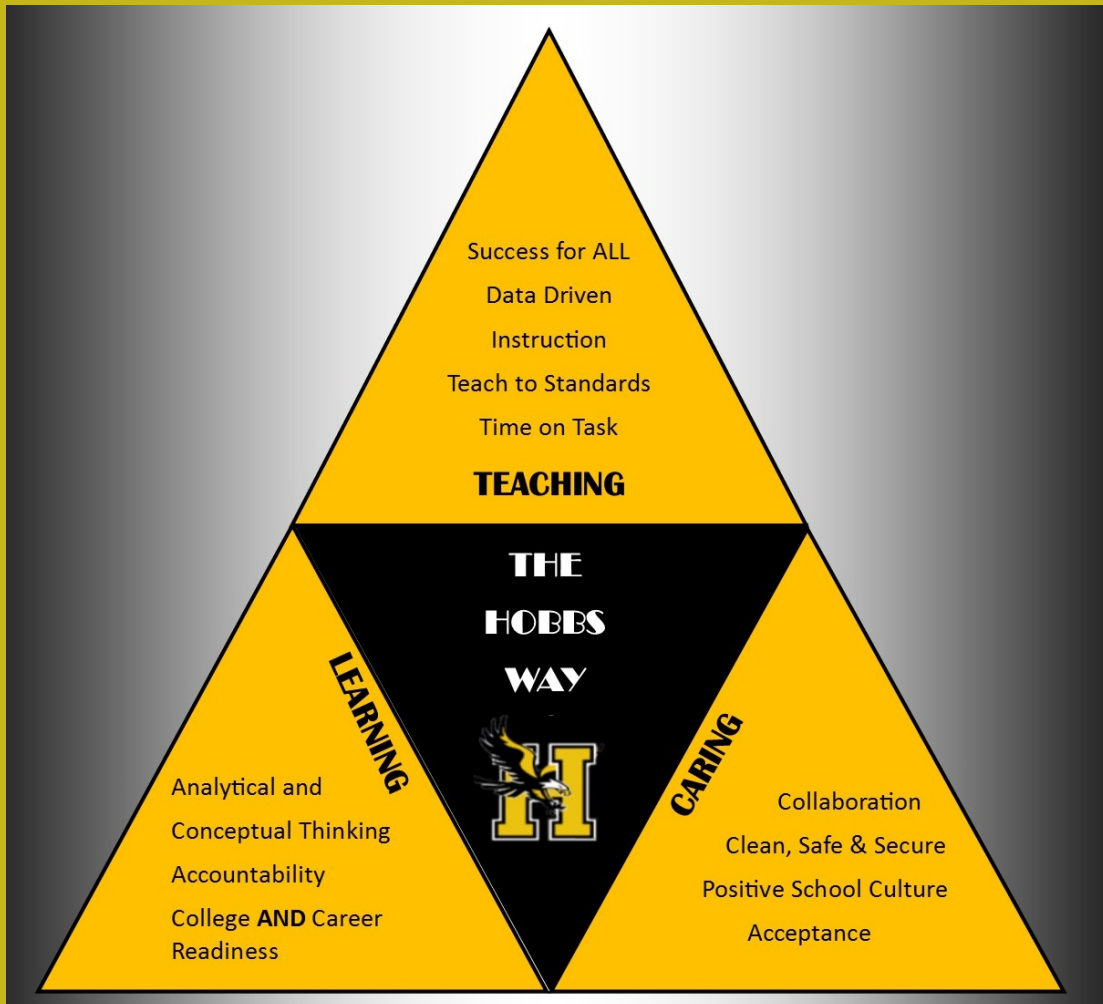 Success for ALL
Data Driven
Instruction
Teach to Standards
Time on Task
TEACHING
THE
HOBBS
WAY
H
LEARNING
Analytical and
Conceptual Thinking
Accountability
College AND Career
Readiness
CARING
Collaboration
Clean, Safe & Secure
Positive School Culture
Acceptance